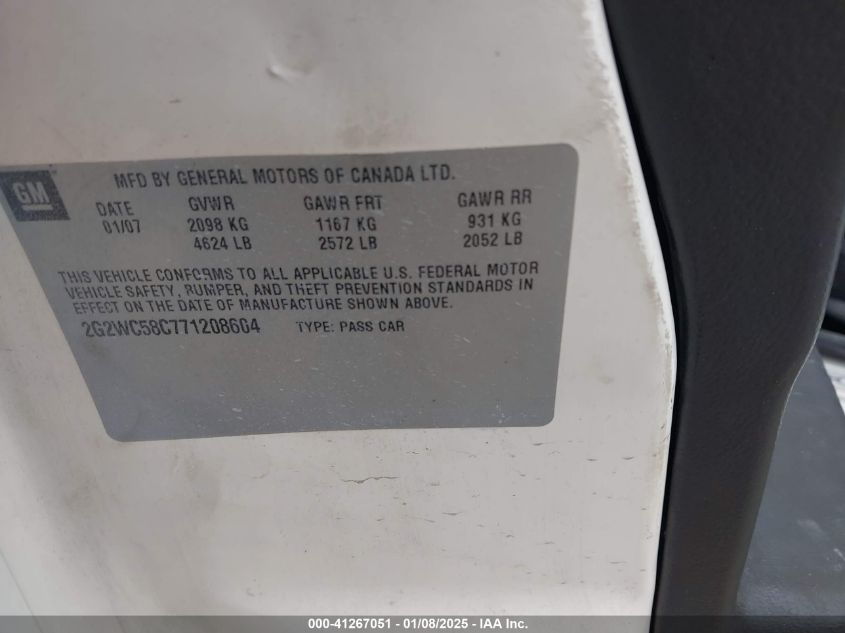 GM
MFD BY GENERAL MOTORS OF CANADA LTD.
DATE GVWR GAWR FRT GAWR RR
01/07 2098 KG 1167 KG 931 KG
4624 LB 2572 LB 2052 LB
THIS VEHICLE CONFORMS TO ALL APPLICABLE U.S. FEDERAL MOTOR
VEHICLE SAFETY, BUMPER, AND THEFT PREVENTION STANDARDS IN
EFFECT ON THE DATE OF MANUFACTURE SHOWN ABOVE.
2G2WC58C771208604 TYPE: PASS CAR
000-41267051 - 01/08/2025 - IAA Inc.